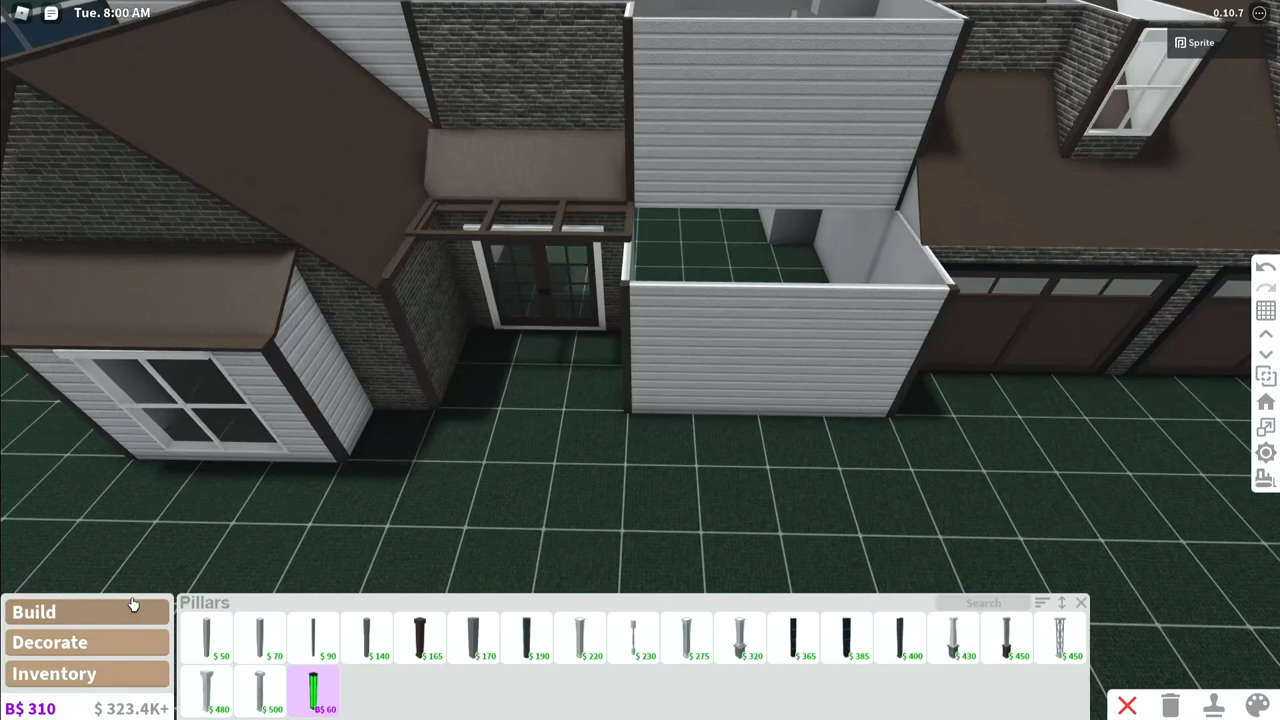 Tue. 8:00 AM
0.10.7
Sprite
Build
Decorate
Inventory
B$ 310
$ 323.4K+
Pillars
Search
$ 50
$ 70
$ 90
$ 140
$ 165
$ 170
$ 190
$ 220
$ 230
$ 275
$ 320
$ 365
$ 385
$ 400
$ 430
$ 450
$ 450
$ 480
$ 500
B$ 60